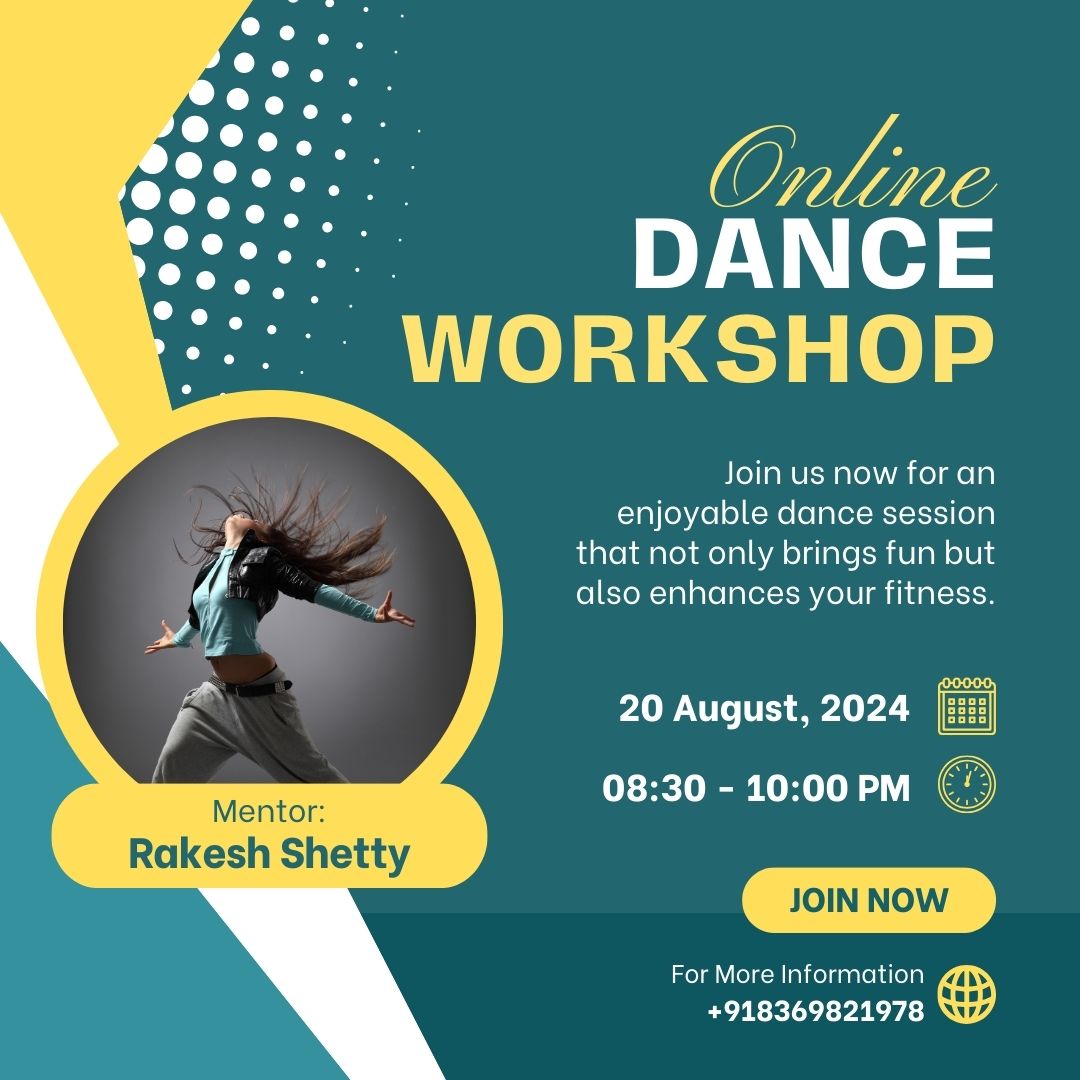 Online
DANCE
WORKSHOP
Join us now for an
enjoyable dance session
that not only brings fun but
also enhances your fitness.
20 August, 2024
08:30 - 10:00 PM
Mentor:
Rakesh Shetty
JOIN NOW
For More Information
+918369821978